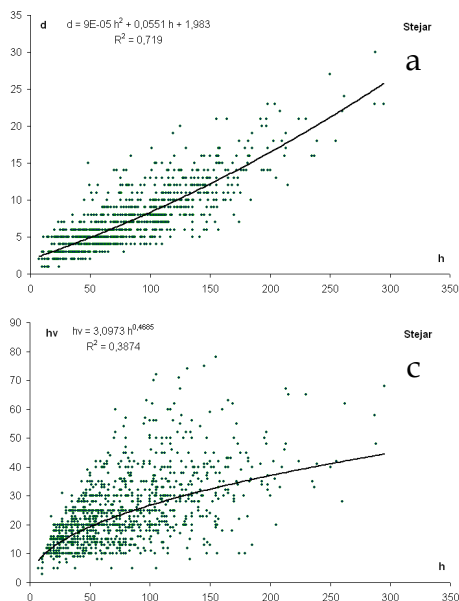 35
d
d = 9E-05 h² + 0,0551 h + 1,983
R² = 0,719
Stejar
a
30
25
20
15
10
5
0
0 50 100 150 200 250 300 350
h
90
hv
hv = 3,0973 h^0,4685
R² = 0,3874
Stejar
c
80
70
60
50
40
30
20
10
0
h
0 50 100 150 200 250 300 350